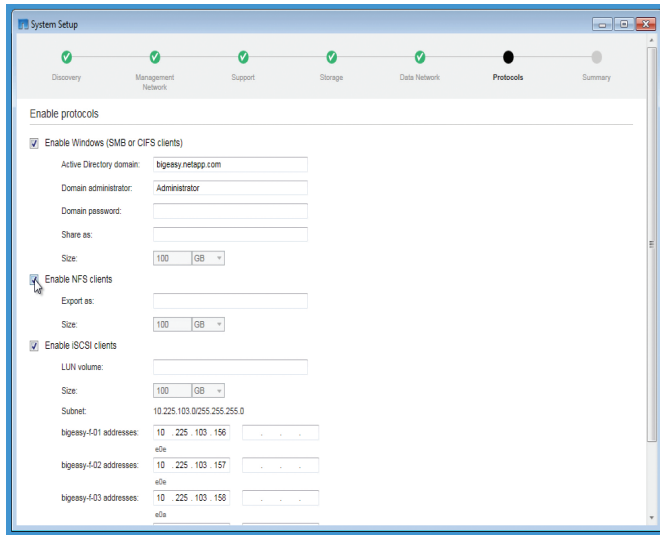 System Setup
Discovery
Management
Network
Support
Storage
Data Network
Protocols
Summary
Enable protocols
Enable Windows (SMB or CIFS clients)
Active Directory domain: bigeasy.netapp.com
Domain administrator: Administrator
Domain password:
Share as:
Size: 100 GB
Enable NFS clients
Export as:
Size: 100 GB
Enable iSCSI clients
LUN volume:
Size: 100 GB
Subnet: 10.225.103.0/255.255.255.0
bigeasy-f-01 addresses: 10 . 225 . 103 . 156 . . .
e0e
bigeasy-f-02 addresses: 10 . 225 . 103 . 157 . . .
e0e
bigeasy-f-03 addresses: 10 . 225 . 103 . 158 . . .
e0a